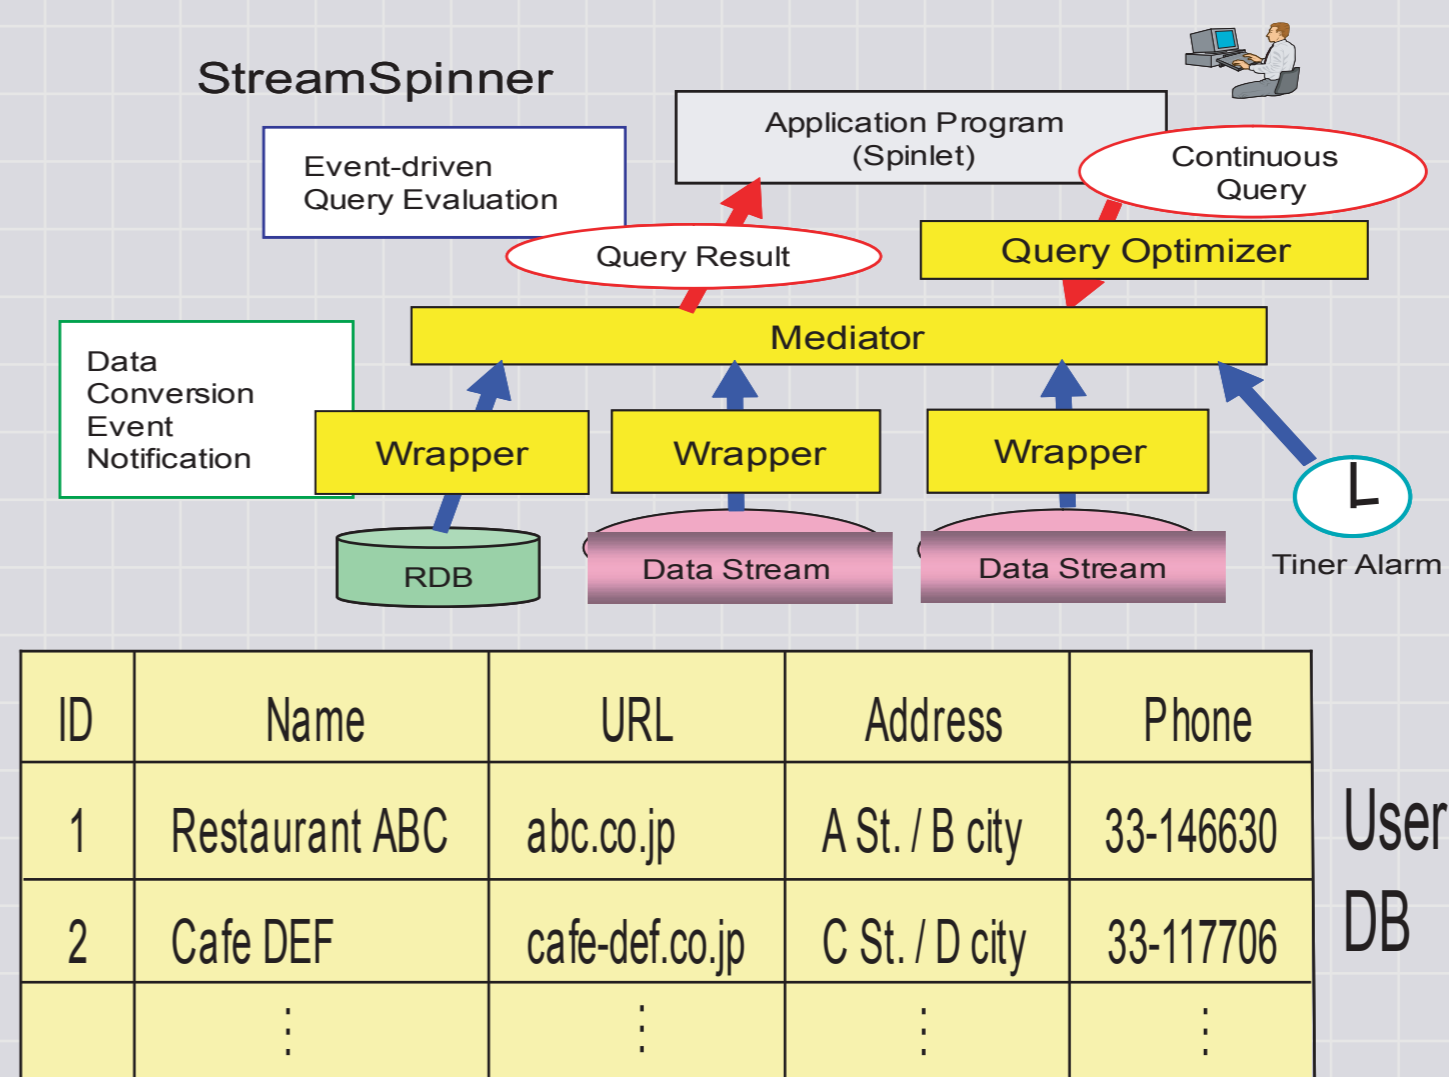 StreamSpinner
Application Program
(Spinlet)
Continuous
Query
Event-driven
Query Evaluation
Query Result
Query Optimizer
Mediator
Data
Conversion
Event
Notification
Wrapper
Wrapper
Wrapper
RDB
Data Stream
Data Stream
Tiner Alarm
ID Name URL Address Phone
1 Restaurant ABC abc.co.jp A St. / B city 33-146630
2 Cafe DEF cafe-def.co.jp C St. / D city 33-117706
User
DB